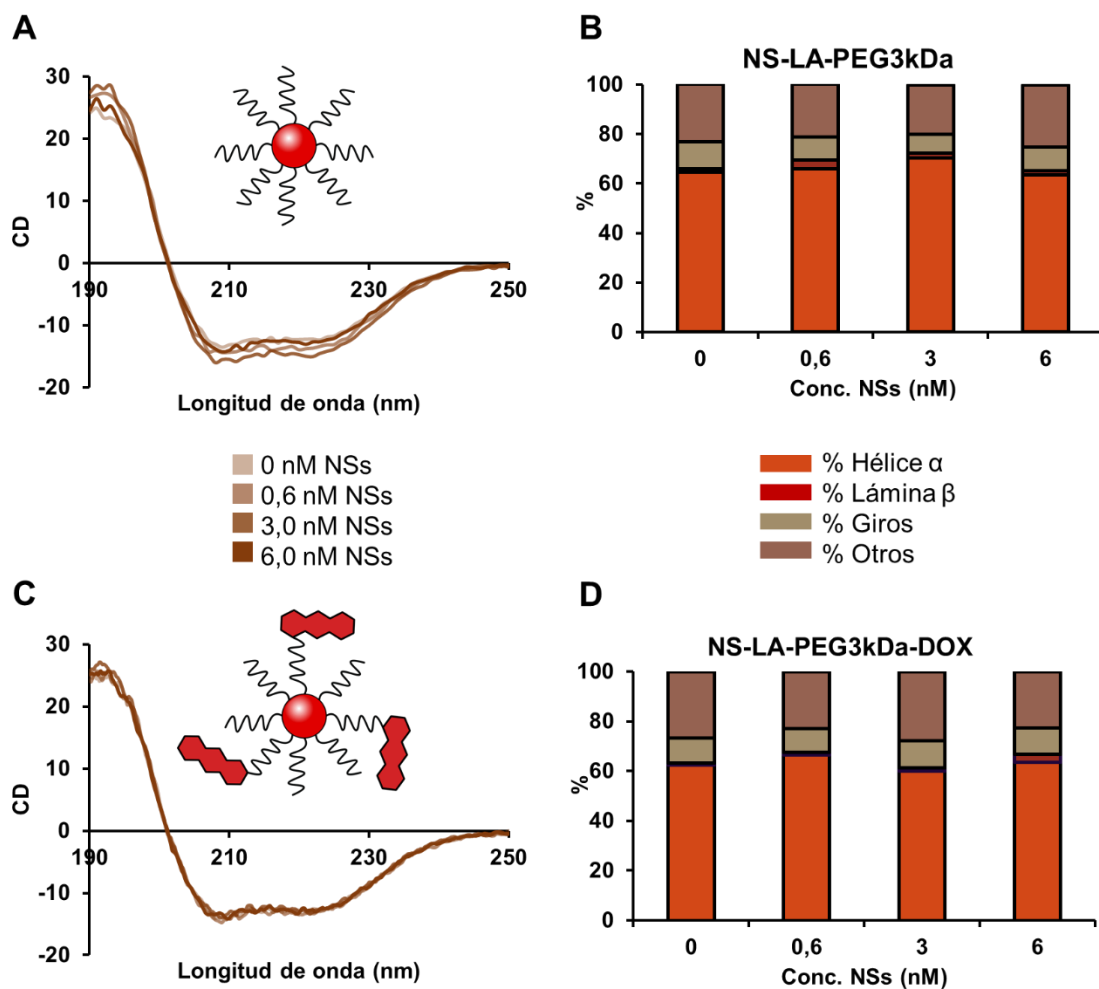 A
30
20
10
0
-10
-20
CD
190
210
230
250
Longitud de onda (nm)
B
NS-LA-PEG3kDa
100
80
60
40
20
0
%
0
0,6
3
6
Conc. NSs (nM)
0 nM NSs
0,6 nM NSs
3,0 nM NSs
6,0 nM NSs
% Hélice α
% Lámina β
% Giros
% Otros
C
30
20
10
0
-10
-20
CD
190
210
230
250
Longitud de onda (nm)
D
NS-LA-PEG3kDa-DOX
100
80
60
40
20
0
%
0
0,6
3
6
Conc. NSs (nM)